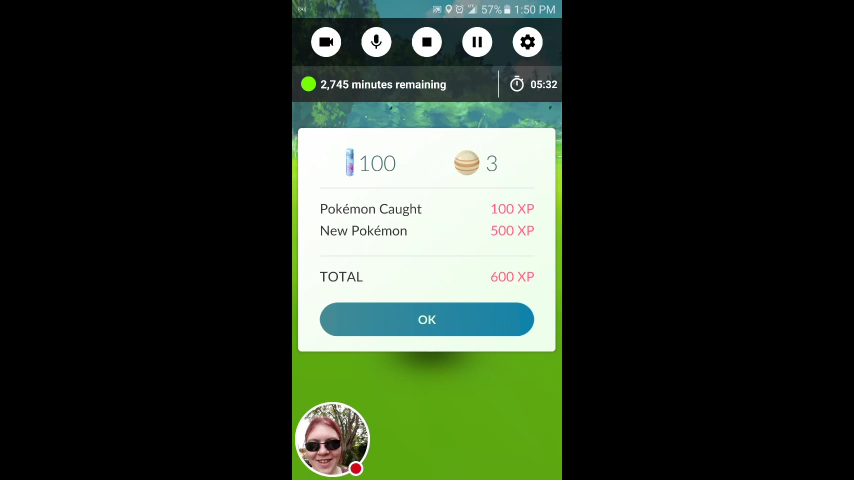 57% 1:50 PM
2,745 minutes remaining 05:32
100 3
Pokémon Caught 100 XP
New Pokémon 500 XP
TOTAL 600 XP
OK